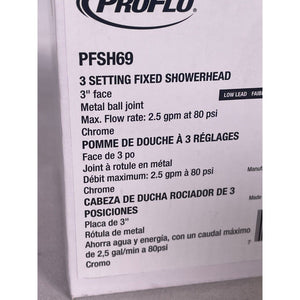 PROFLO
PFSH69
3 SETTING FIXED SHOWERHEAD
3" face
LOW LEAD
Metal ball joint
Max. Flow rate: 2.5 gpm at 80 psi
Chrome
POMME DE DOUCHE À 3 RÉGLAGES
Face de 3 po
Joint à rotule en métal
Débit maximum: 2.5 gpm à 80 psi
Chrome
CABEZA DE DUCHA ROCIADOR DE 3
POSICIONES
Placa de 3"
Rótula de metal
Ahorra agua y energía, con un caudal máximo
de 2,5 gal/min a 80psi
Cromo
Made